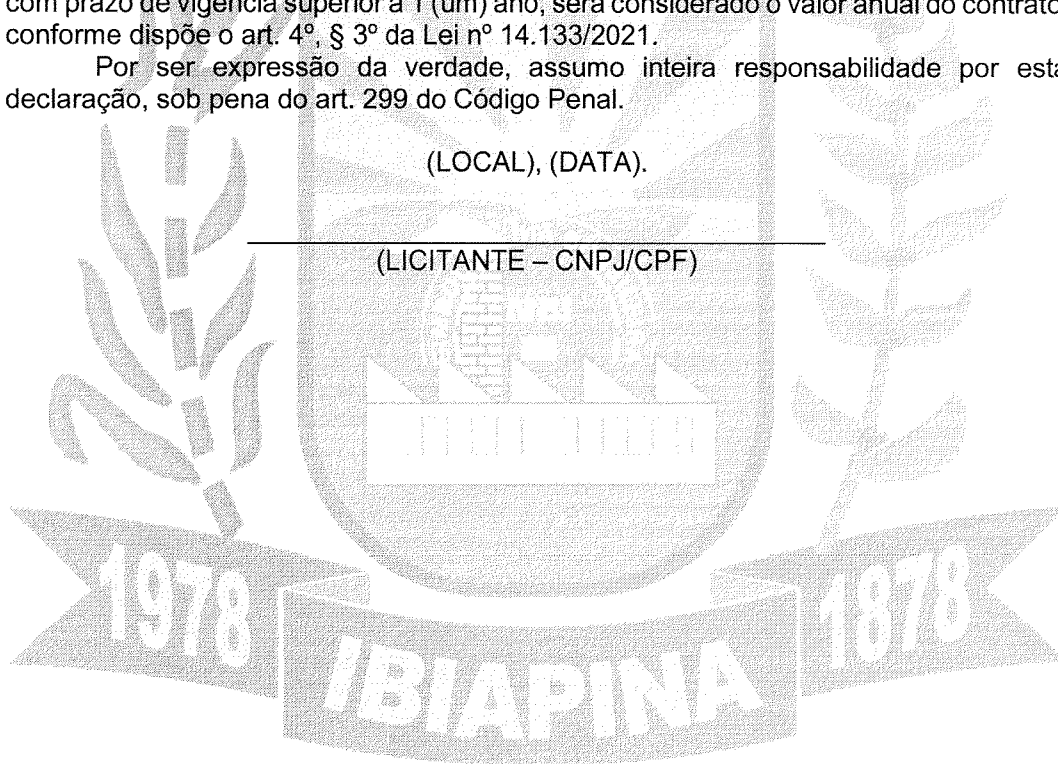 com prazo de vigência superior a 1 (um) ano, será considerado o valor anual do contrato
conforme dispõe o art. 4º, § 3º da Lei nº 14.133/2021.
Por ser expressão da verdade, assumo inteira responsabilidade por esta
declaração, sob pena do art. 299 do Código Penal.
(LOCAL), (DATA).
(LICITANTE – CNPJ/CPF)
1978
1878
IBIAPINA